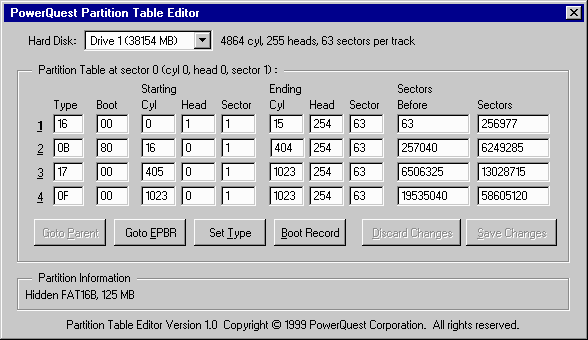 PowerQuest Partition Table Editor
Hard Disk: Drive 1 (38154 MB) 4864 cyl, 255 heads, 63 sectors per track
Partition Table at sector 0 (cyl 0, head 0, sector 1) :
Starting Ending Sectors
Type Boot Cyl Head Sector Cyl Head Sector Before Sectors
1 16 00 0 1 1 15 254 63 63 256977
2 0B 80 16 0 1 404 254 63 257040 6249285
3 17 00 405 0 1 1023 254 63 6506325 13028715
4 0F 00 1023 0 1 1023 254 63 19535040 58605120
Goto Parent Goto EPBR Set Type Boot Record Discard Changes Save Changes
Partition Information
Hidden FAT16B, 125 MB
Partition Table Editor Version 1.0 Copyright © 1999 PowerQuest Corporation. All rights reserved.